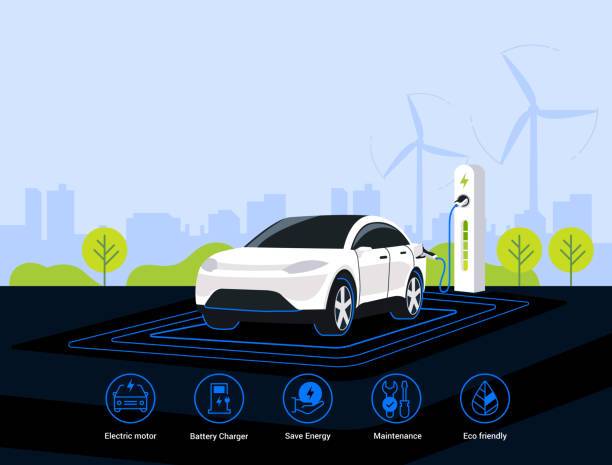 Electric motor
Battery Charger
Save Energy
Maintenance
Eco friendly